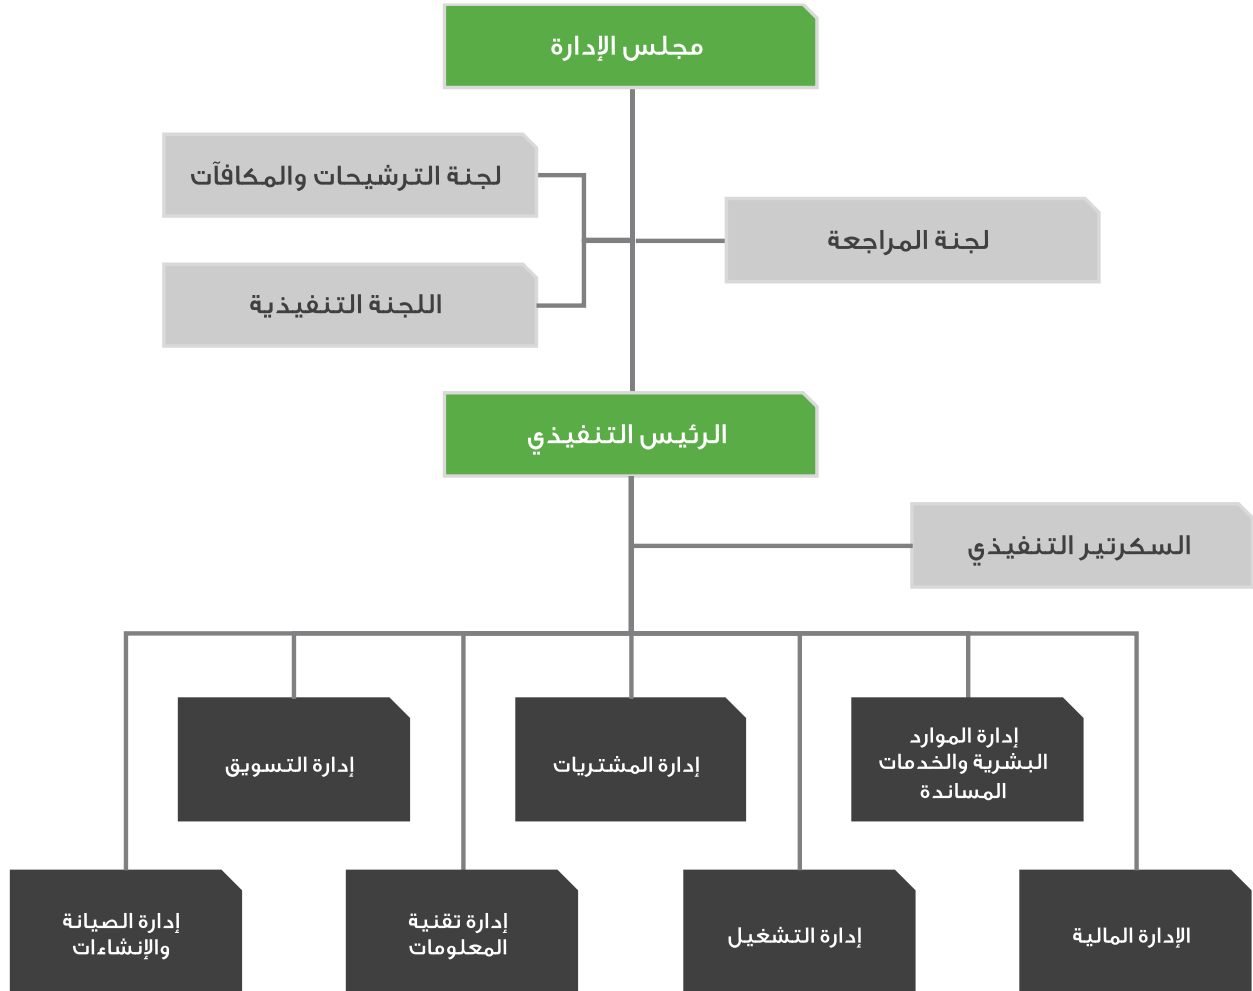 مجلس الإدارة
لجنة الترشيحات والمكافآت
لجنة المراجعة
اللجنة التنفيذية
الرئيس التنفيذي
السكرتير التنفيذي
إدارة الموارد
البشرية والخدمات
المساندة
إدارة المشتريات
إدارة التسويق
الإدارة المالية
إدارة التشغيل
إدارة تقنية
المعلومات
إدارة الصيانة
والإنشاءات